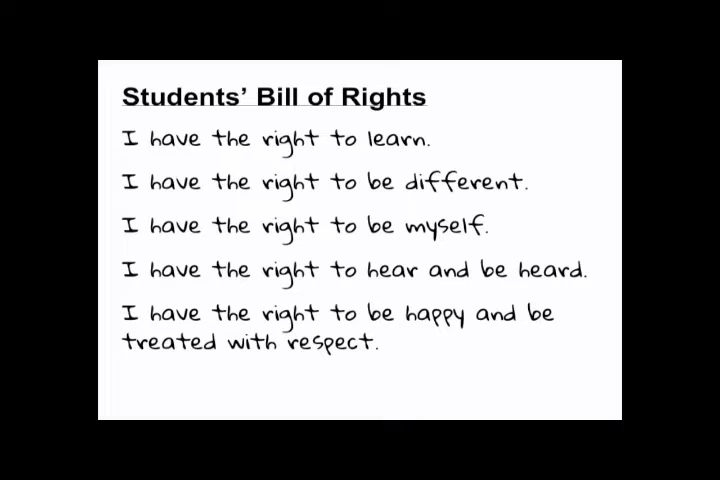 Students’ Bill of Rights
I have the right to learn.
I have the right to be different.
I have the right to be myself.
I have the right to hear and be heard.
I have the right to be happy and be
treated with respect.